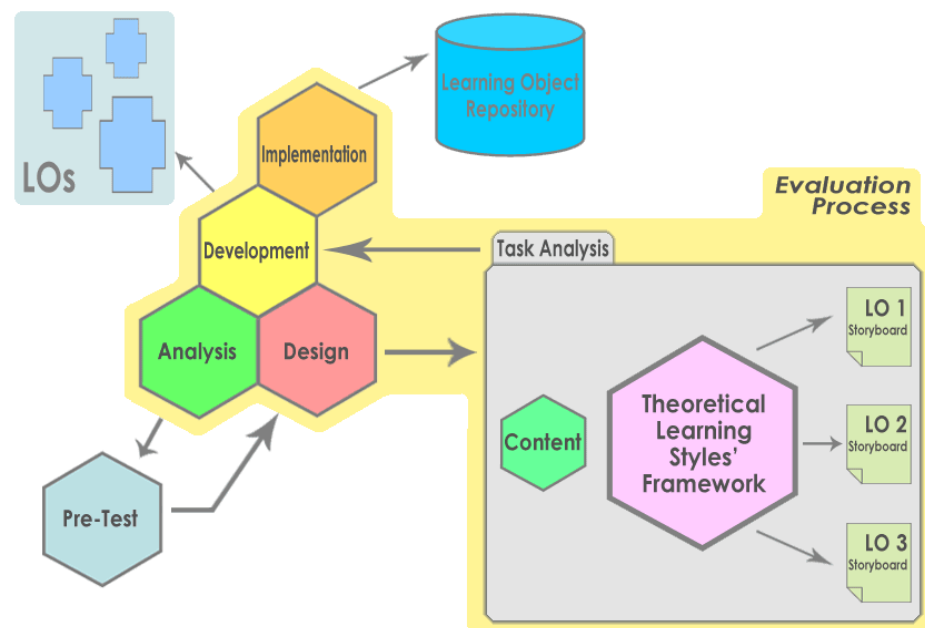 Learning Object
Repository
Implementation
LOs
Evaluation
Process
Development
Task Analysis
Analysis
Design
LO 1
Storyboard
Theoretical
Learning
Styles'
Framework
Content
LO 2
Storyboard
Pre-Test
LO 3
Storyboard